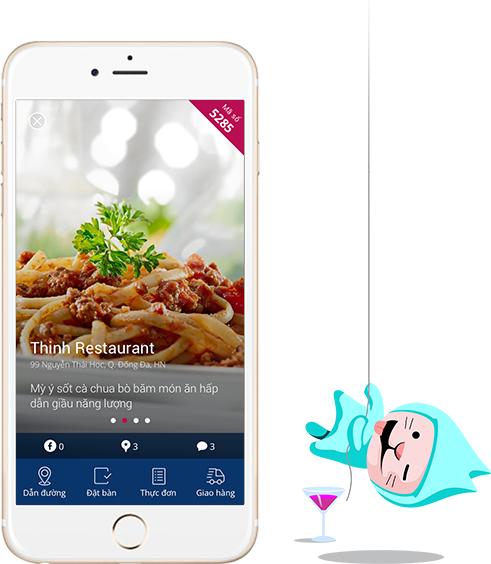 Mã số
5285
Thinh Restaurant
99 Nguyễn Thái Học, Q. Đống Đa, HN
Mỳ ý sốt cà chua bò băm món ăn hấp
dẫn giầu năng lượng
0
3
3
Dẫn đường
Đặt bàn
Thực đơn
Giao hàng